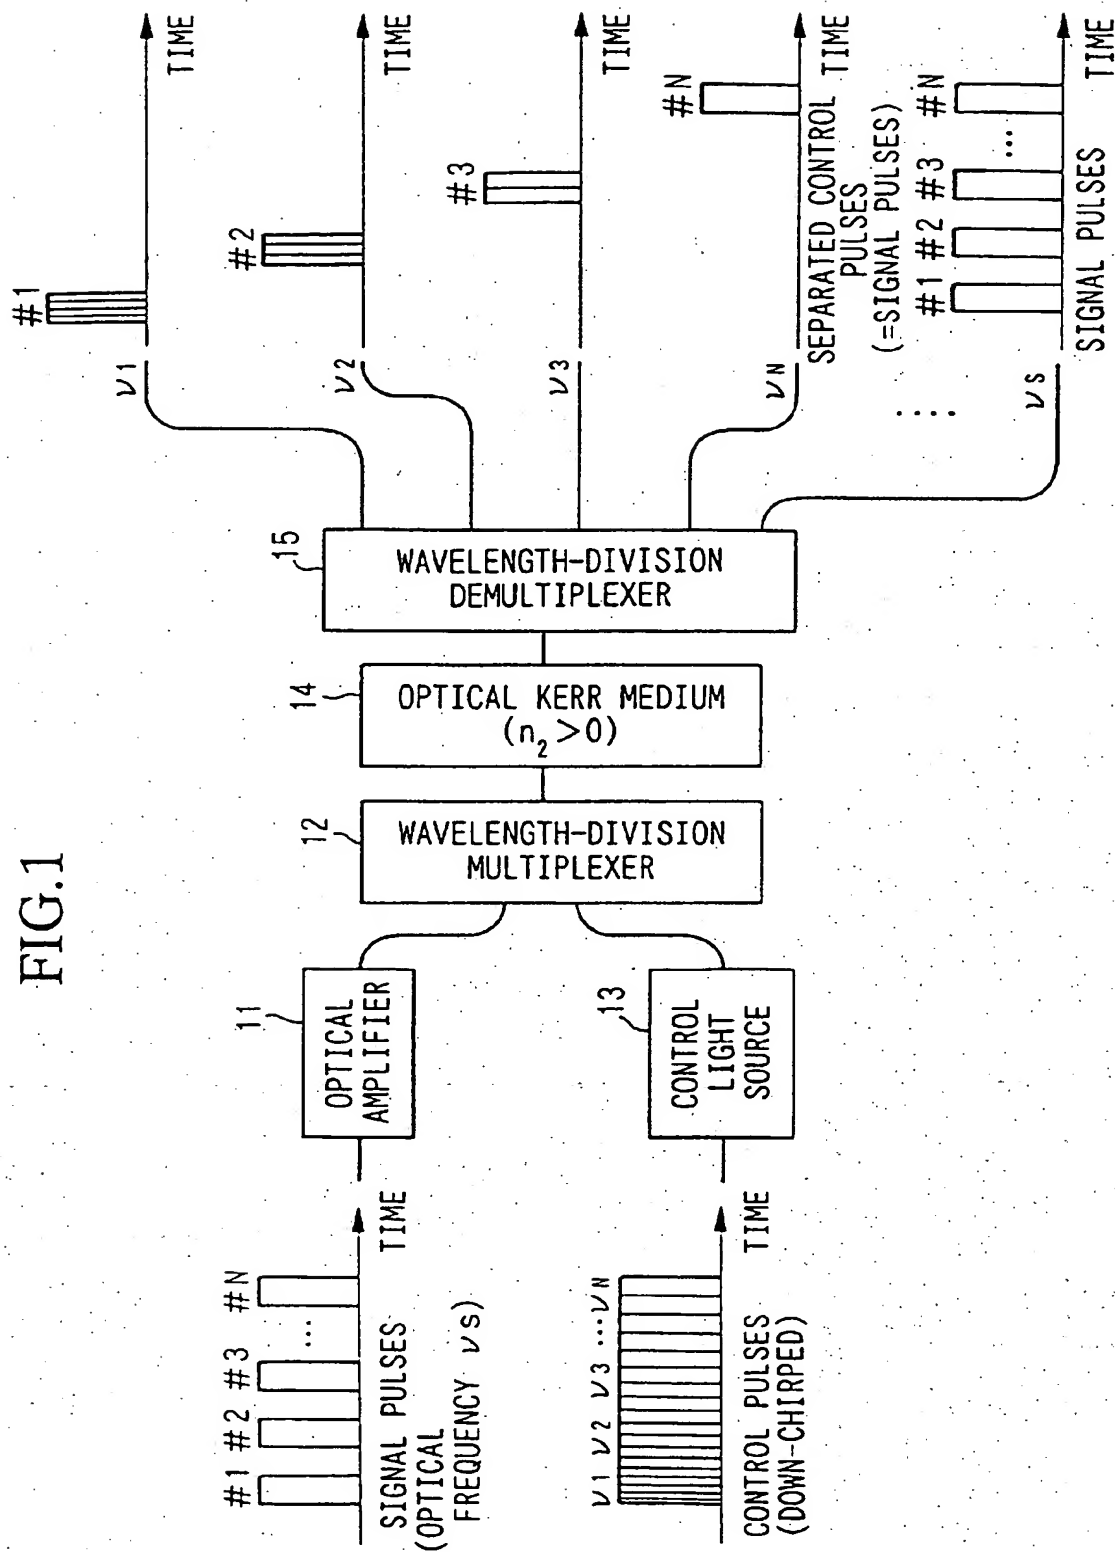 FIG.1
#1 #2 #3 ... #N
TIME
SIGNAL PULSES
(OPTICAL
FREQUENCY νs)
ν1 ν2 ν3 ...νN
TIME
CONTROL PULSES
(DOWN-CHIRPED)
11
OPTICAL
AMPLIFIER
13
CONTROL
LIGHT
SOURCE
12
WAVELENGTH-DIVISION
MULTIPLEXER
14
OPTICAL KERR MEDIUM
(n₂>0)
15
WAVELENGTH-DIVISION
DEMULTIPLEXER
ν1
#1
TIME
ν2
#2
TIME
ν3
#3
TIME
νN
#N
TIME
SEPARATED CONTROL
PULSES
(=SIGNAL PULSES)
....
νs
#1 #2 #3 ... #N
TIME
SIGNAL PULSES